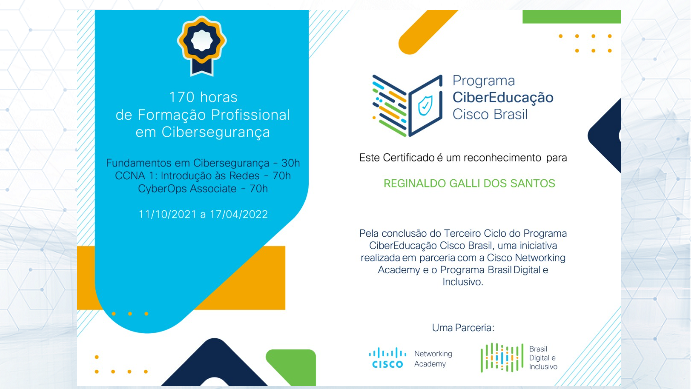 170 horas
de Formação Profissional
em Cibersegurança
Fundamentos em Cibersegurança - 30h
CCNA 1: Introdução às Redes - 70h
CyberOps Associate - 70h
11/10/2021 a 17/04/2022
Programa
CiberEducação
Cisco Brasil
Este Certificado é um reconhecimento para
REGINALDO GALLI DOS SANTOS
Pela conclusão do Terceiro Ciclo do Programa
CiberEducação Cisco Brasil, uma iniciativa
realizada em parceria com a Cisco Networking
Academy e o Programa Brasil Digital e
Inclusivo.
Uma Parceria:
CISCO
Networking
Academy
Brasil
Digital e
Inclusivo